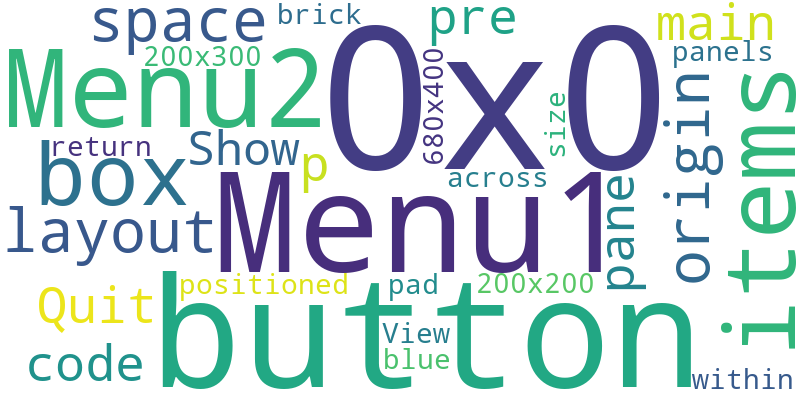 space
brick
pre
main
200x300
panels
Menu2
0x0
680x400
size
origin
items
return
Show
box
p
across
pane
layout
Menu1
Quit
positioned
pad
200x200
button
View
blue
code
within